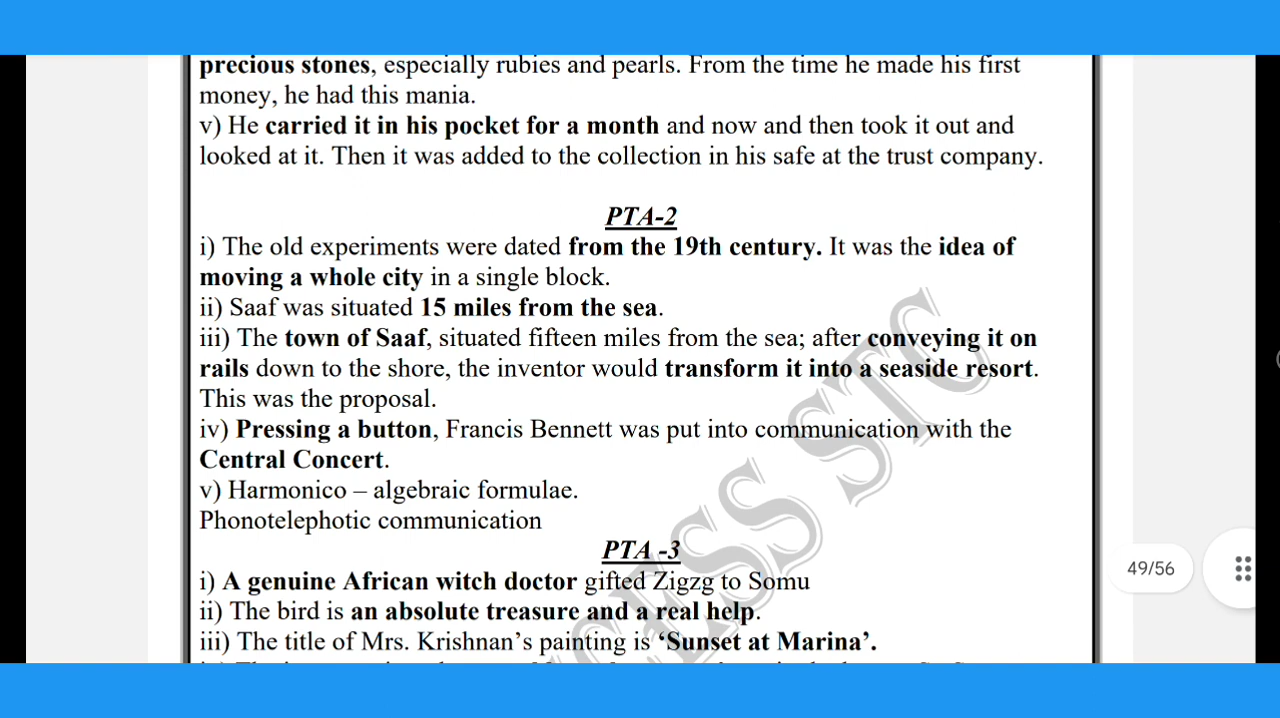 precious stones, especially rubies and pearls. From the time he made his first
money, he had this mania.
v) He carried it in his pocket for a month and now and then took it out and
looked at it. Then it was added to the collection in his safe at the trust company.
PTA-2
i) The old experiments were dated from the 19th century. It was the idea of
moving a whole city in a single block.
ii) Saaf was situated 15 miles from the sea.
iii) The town of Saaf, situated fifteen miles from the sea; after conveying it on
rails down to the shore, the inventor would transform it into a seaside resort.
This was the proposal.
iv) Pressing a button, Francis Bennett was put into communication with the
Central Concert.
v) Harmonico – algebraic formulae.
Phonotelephotic communication
PTA -3
i) A genuine African witch doctor gifted Zigzg to Somu
ii) The bird is an absolute treasure and a real help.
iii) The title of Mrs. Krishnan's painting is ‘Sunset at Marina’.
49/56
CESS STC